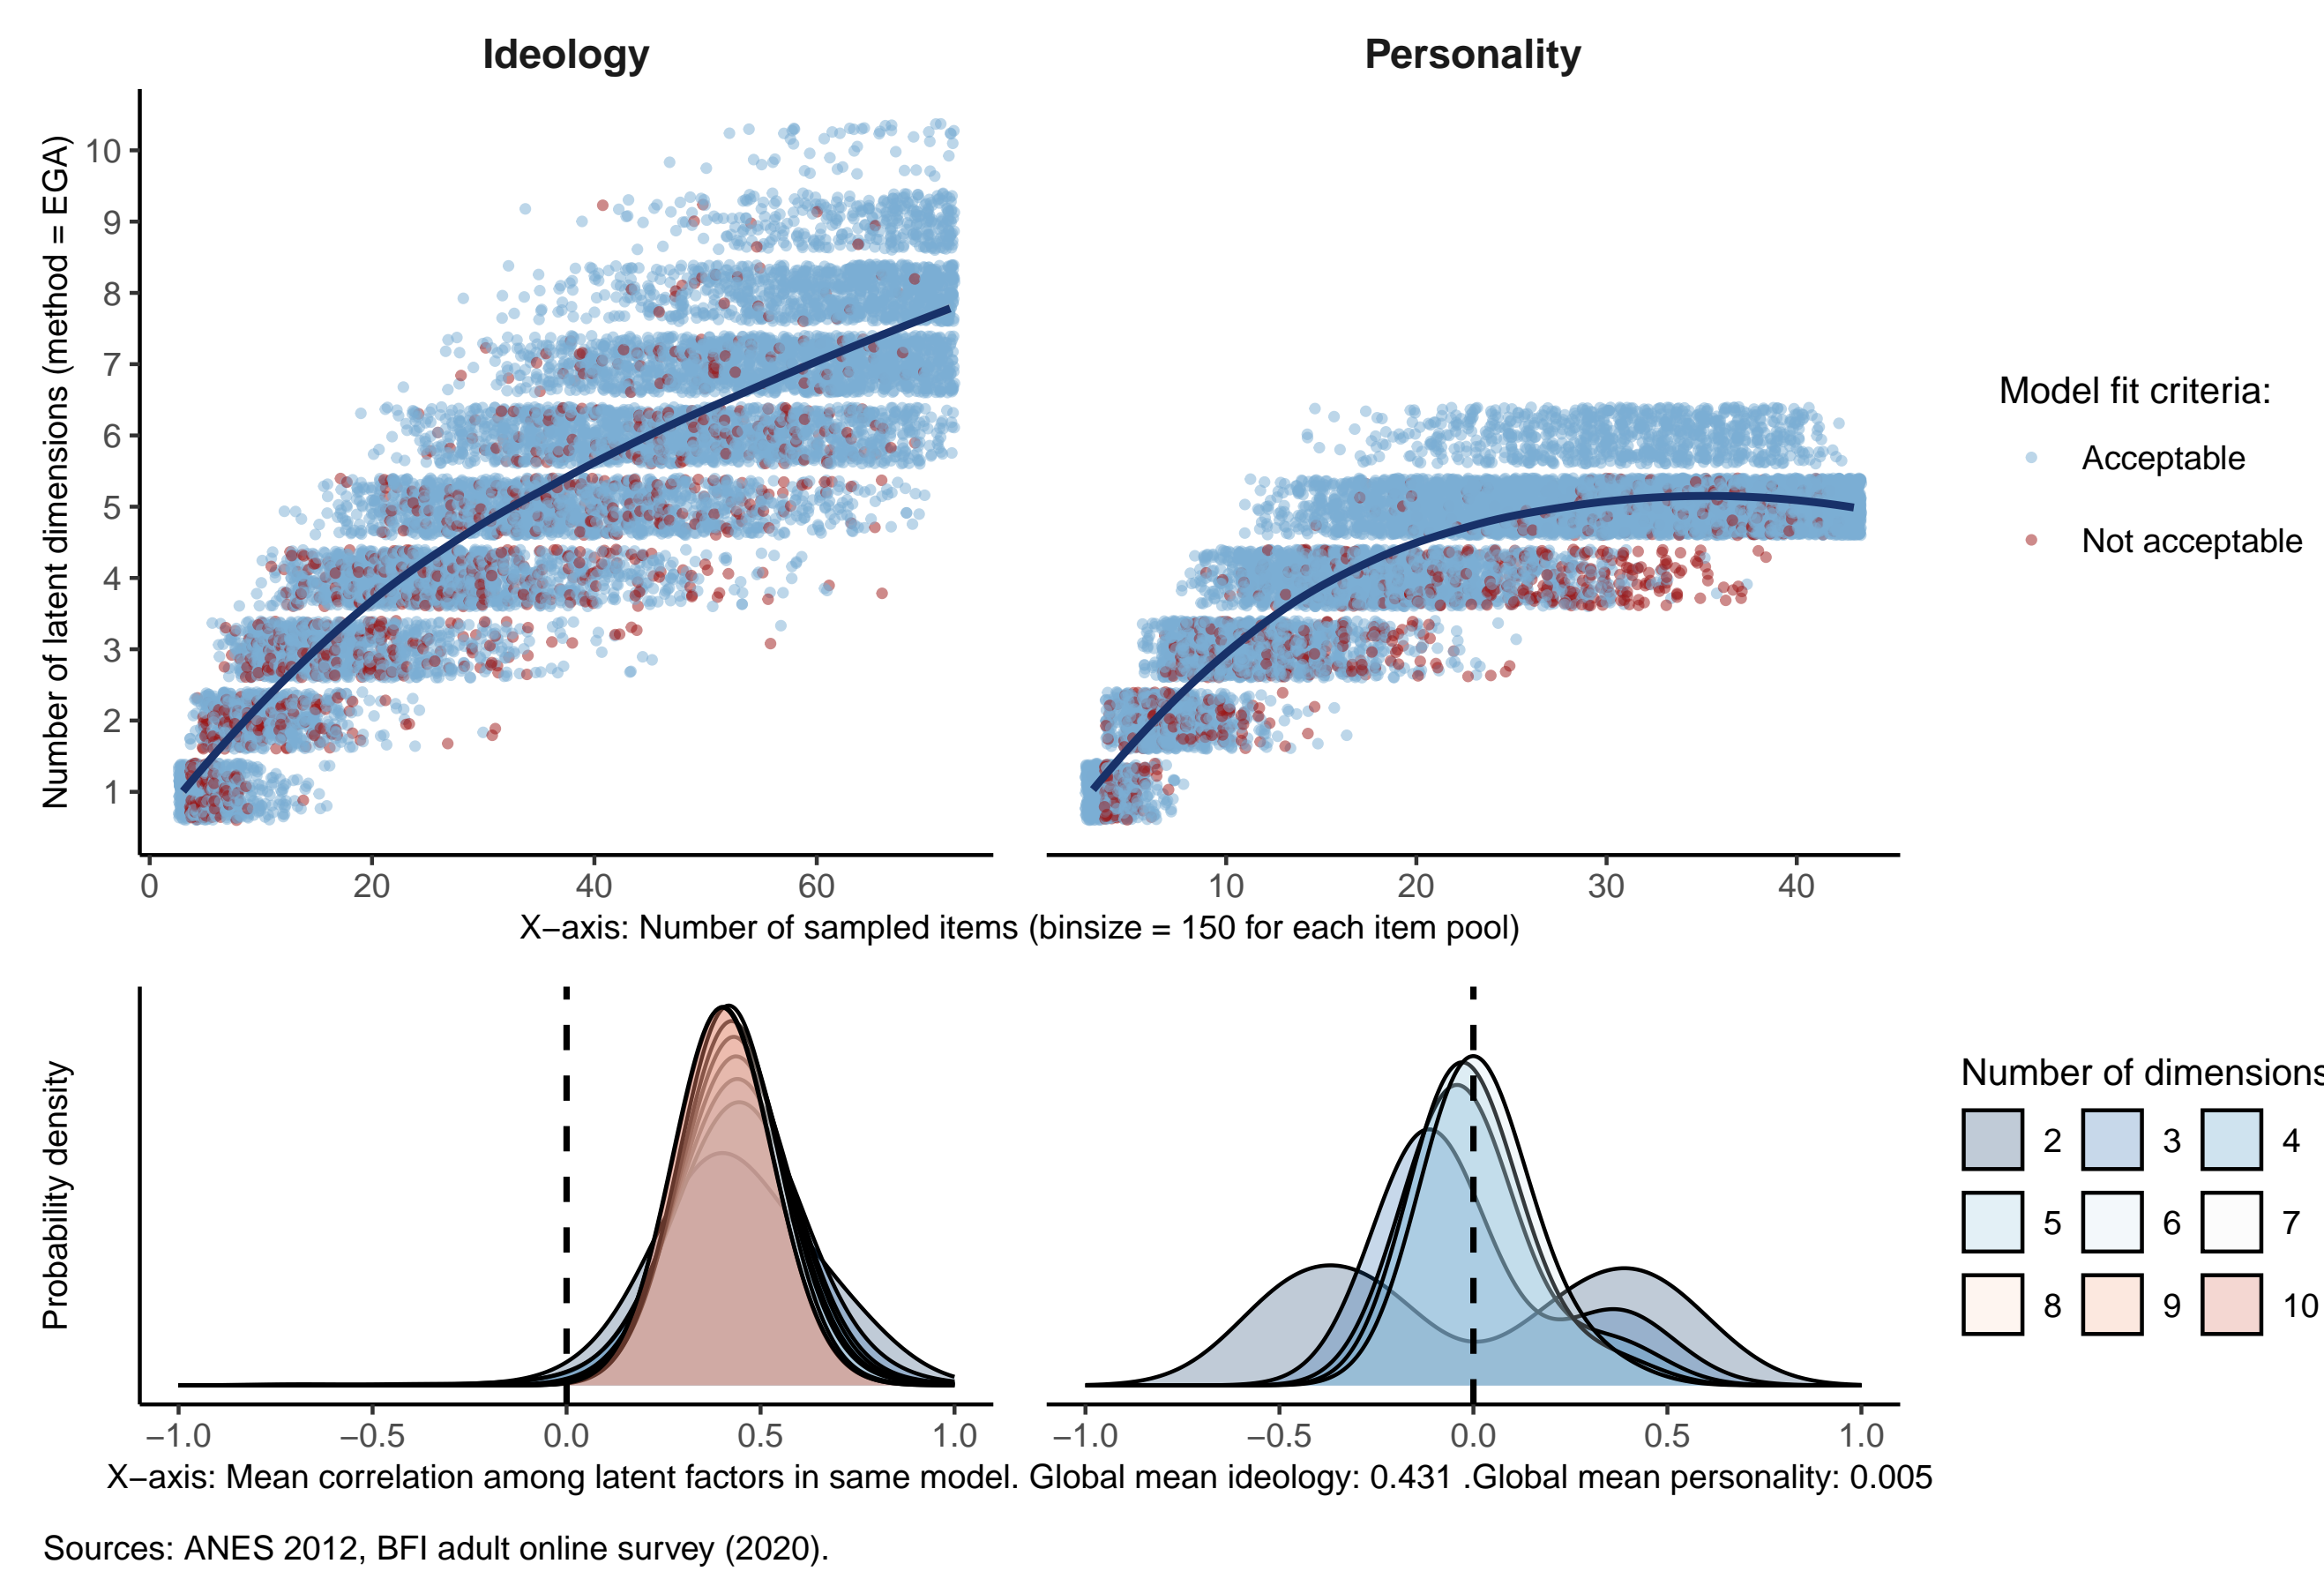 Ideology
Personality
Number of latent dimensions (method = EGA)
10
9
8
7
6
5
4
3
2
1
0 20 40 60
10 20 30 40
X−axis: Number of sampled items (binsize = 150 for each item pool)
Model fit criteria:
Acceptable
Not acceptable
Probability density
−1.0 −0.5 0.0 0.5 1.0
−1.0 −0.5 0.0 0.5 1.0
X−axis: Mean correlation among latent factors in same model. Global mean ideology: 0.431 .Global mean personality: 0.005
Number of dimensions
2 3 4
5 6 7
8 9 10
Sources: ANES 2012, BFI adult online survey (2020).